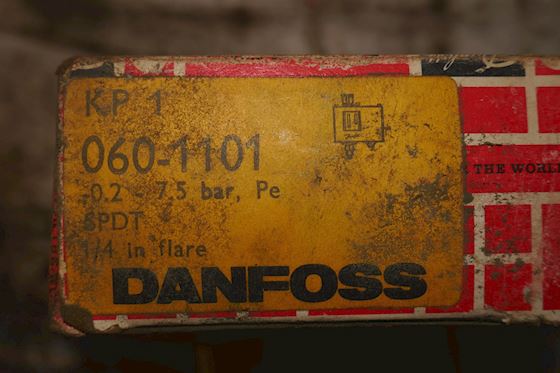 KP 1
060-1101
-0.2 - 7.5 bar, Pe
SPDT
1/4 in flare
DANFOSS
THE WORL